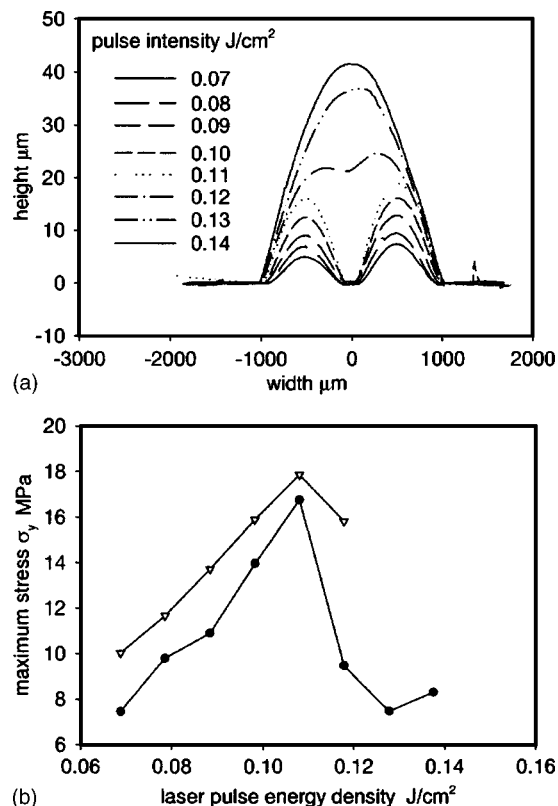 pulse intensity J/cm²
0.07
0.08
0.09
0.10
0.11
0.12
0.13
0.14
height μm
50
40
30
20
10
0
-10
-3000 -2000 -1000 0 1000 2000
width μm
(a)
maximum stress σy MPa
20
18
16
14
12
10
8
6
0.06 0.08 0.10 0.12 0.14 0.16
laser pulse energy density J/cm²
(b)